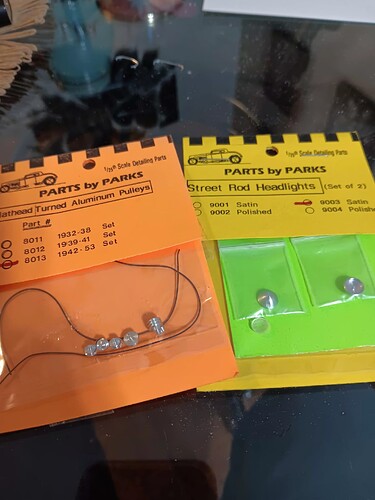 1/25th Scale Detailing Parts
PARTS by PARKS
Flathead Turned Aluminum Pulleys
Part #
8011 1932-38 Set
8012 1939-41 Set
8013 1942-53 Set
1/25th Scale Detailing Parts
PARTS by PARKS
Street Rod Headlights (Set of 2)
9001 Satin
9002 Polished
9003 Satin
9004 Polished